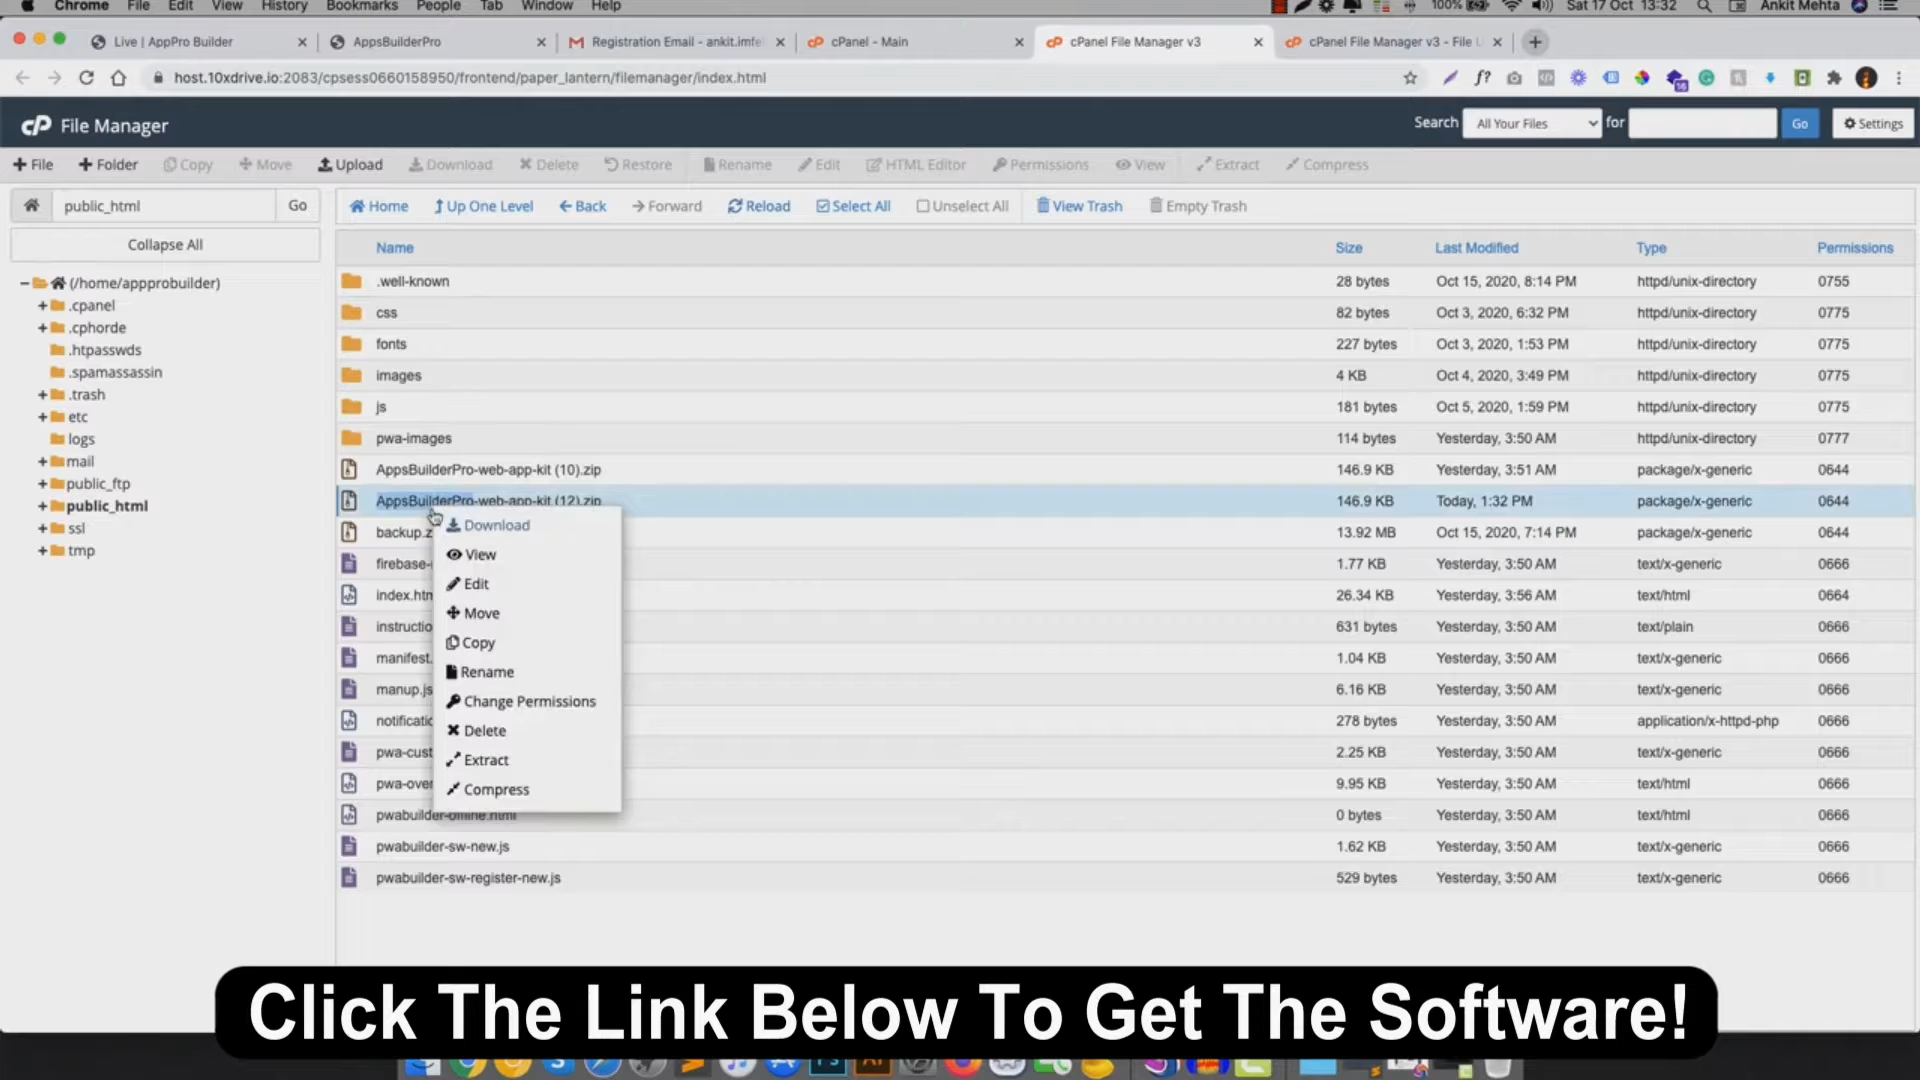 Chrome File Edit View History Bookmarks People Tab Window Help 100% Sat 17 Oct 13:32 Ankit Mehta
Live | AppPro Builder AppsBuilderPro Registration Email - ankit.imfe cPanel - Main cPanel File Manager v3 cPanel File Manager v3 - File
host.10xdrive.io:2083/cpsess0660158950/frontend/paper_lantern/filemanager/index.html f?
cP File Manager Search All Your Files for Go Settings
File Folder Copy Move Upload Download Delete Restore Rename Edit HTML Editor Permissions View Extract Compress
public_html Go Home Up One Level Back Forward Reload Select All Unselect All View Trash Empty Trash
Collapse All
Name Size Last Modified Type Permissions
(/home/appprobuilder)
.cpanel
.cphorde
.htpasswds
.spamassassin
.trash
etc
logs
mail
public_ftp
public_html
ssl
tmp
.well-known 28 bytes Oct 15, 2020, 8:14 PM httpd/unix-directory 0755
css 82 bytes Oct 3, 2020, 6:32 PM httpd/unix-directory 0775
fonts 227 bytes Oct 3, 2020, 1:53 PM httpd/unix-directory 0775
images 4 KB Oct 4, 2020, 3:49 PM httpd/unix-directory 0775
js 181 bytes Oct 5, 2020, 1:59 PM httpd/unix-directory 0775
pwa-images 114 bytes Yesterday, 3:50 AM httpd/unix-directory 0777
AppsBuilderPro-web-app-kit (10).zip 146.9 KB Yesterday, 3:51 AM package/x-generic 0644
AppsBuilderPro-web-app-kit (12).zip 146.9 KB Today, 1:32 PM package/x-generic 0644
backup.z 13.92 MB Oct 15, 2020, 7:14 PM package/x-generic 0644
firebase- 1.77 KB Yesterday, 3:50 AM text/x-generic 0666
index.htm 26.34 KB Yesterday, 3:56 AM text/html 0664
instructio 631 bytes Yesterday, 3:50 AM text/plain 0666
manifest. 1.04 KB Yesterday, 3:50 AM text/x-generic 0666
manup.js 6.16 KB Yesterday, 3:50 AM text/x-generic 0666
notificatio 278 bytes Yesterday, 3:50 AM application/x-httpd-php 0666
pwa-cust 2.25 KB Yesterday, 3:50 AM text/x-generic 0666
pwa-over 9.95 KB Yesterday, 3:50 AM text/html 0666
pwabuilder-offline.html 0 bytes Yesterday, 3:50 AM text/html 0666
pwabuilder-sw-new.js 1.62 KB Yesterday, 3:50 AM text/x-generic 0666
pwabuilder-sw-register-new.js 529 bytes Yesterday, 3:50 AM text/x-generic 0666
Download
View
Edit
Move
Copy
Rename
Change Permissions
Delete
Extract
Compress
Click The Link Below To Get The Software!